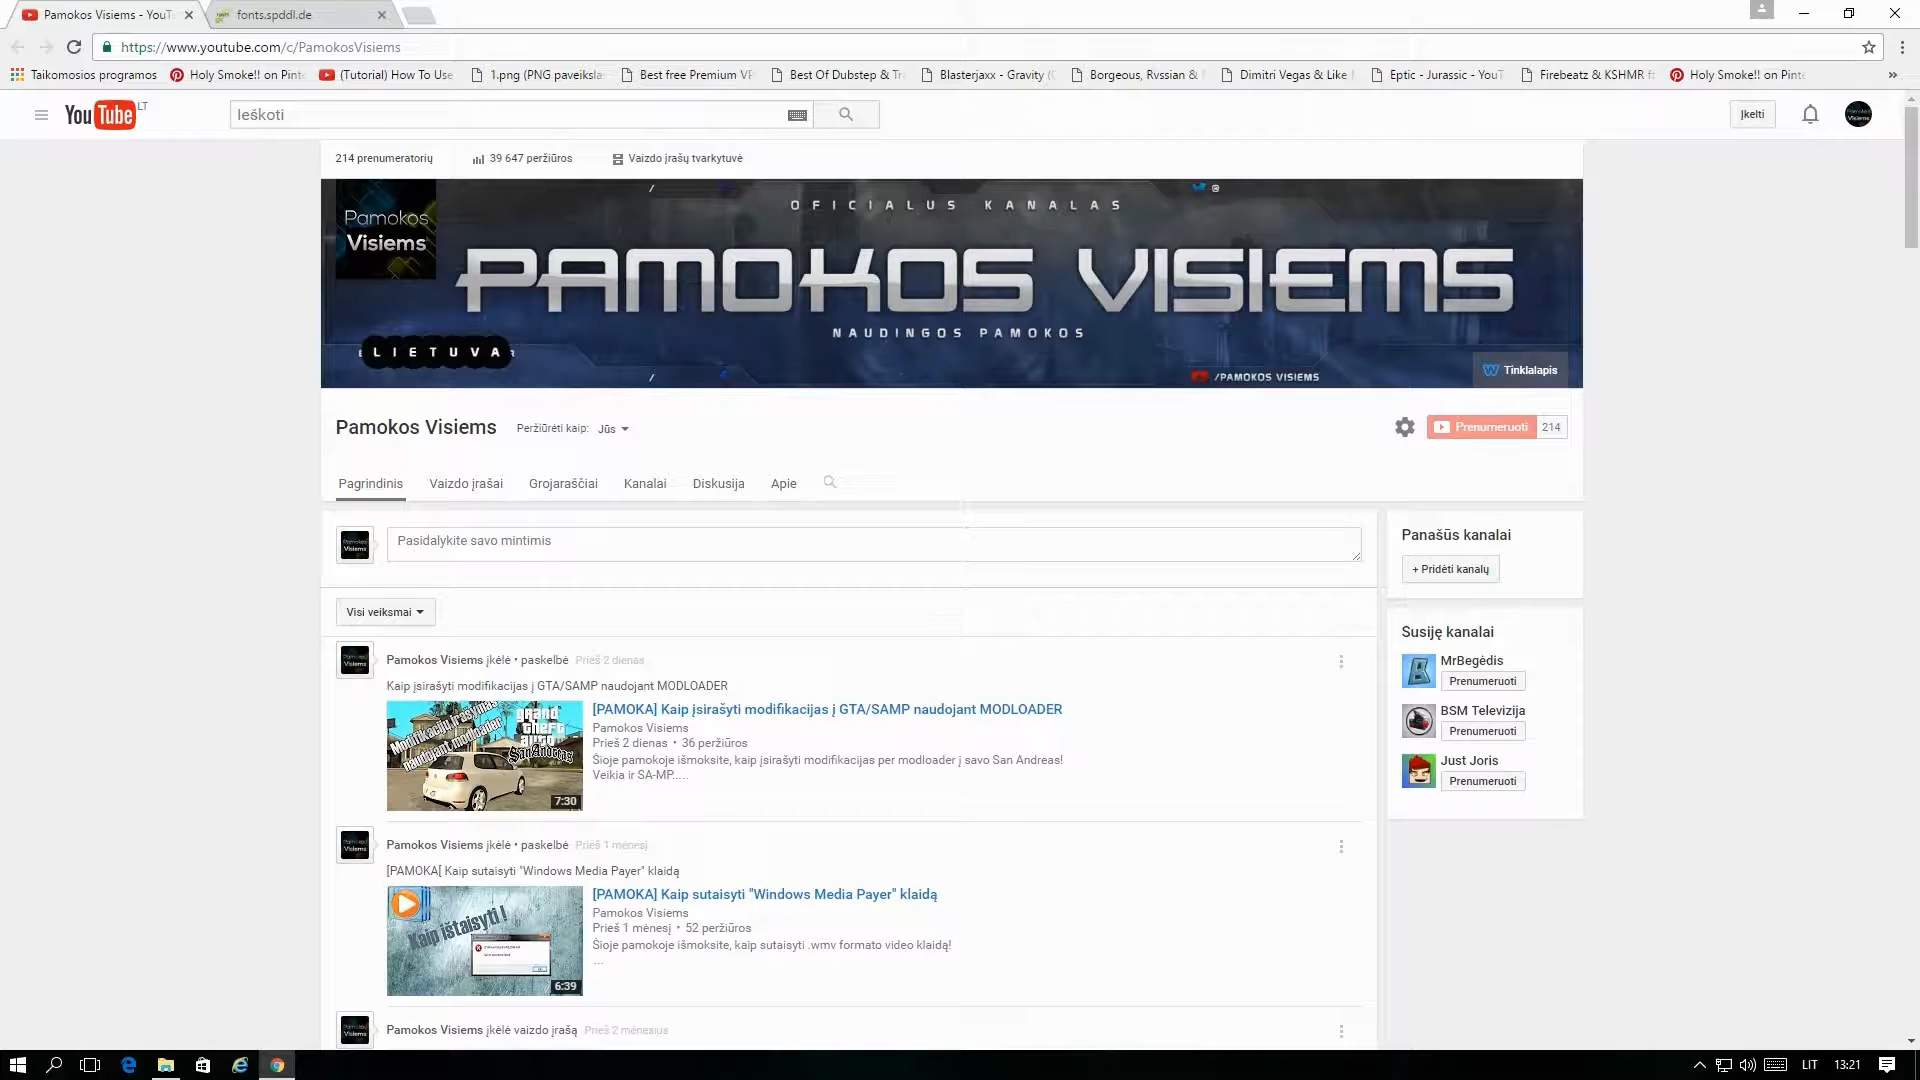 Pamokos Visiems - YouT
fonts.spddl.de
https://www.youtube.com/c/PamokosVisiems
Taikomosios programos
Holy Smoke!! on Pint
(Tutorial) How To Use
1.png (PNG paveiksla
Best free Premium VP
Best Of Dubstep & Tr
Blasterjaxx - Gravity (
Borgeous, Rvssian &
Dimitri Vegas & Like
Eptic - Jurassic - YouT
Firebeatz & KSHMR ft
Holy Smoke!! on Pint
YouTube LT
Ieškoti
Įkelti
214 prenumeratorių
39 647 peržiūros
Vaizdo įrašų tvarkytuvė
Pamokos
Visiems
OFICIALUS KANALAS
PAMOKOS VISIEMS
NAUDINGOS PAMOKOS
LIETUVA
/PAMOKOS VISIEMS
Tinklalapis
Pamokos Visiems
Peržiūrėti kaip: Jūs
Prenumeruoti 214
Pagrindinis
Vaizdo įrašai
Grojaraščiai
Kanalai
Diskusija
Apie
Pasidalykite savo mintimis
Visi veiksmai
Pamokos Visiems įkėlė • paskelbė Prieš 2 dienas
Kaip įsirašyti modifikacijas į GTA/SAMP naudojant MODLOADER
Modifikacijų įrašymas
naudojant modloader
grand
theft
auto
San Andreas
7:30
[PAMOKA] Kaip įsirašyti modifikacijas į GTA/SAMP naudojant MODLOADER
Pamokos Visiems
Prieš 2 dienas • 36 peržiūros
Šioje pamokoje išmoksite, kaip įsirašyti modifikacijas per modloader į savo San Andreas!
Veikia ir SA-MP.....
Pamokos Visiems įkėlė • paskelbė Prieš 1 mėnesį
[PAMOKA[ Kaip sutaisyti "Windows Media Payer" klaidą
Kaip ištaisyti !
6:39
[PAMOKA] Kaip sutaisyti "Windows Media Payer" klaidą
Pamokos Visiems
Prieš 1 mėnesį • 52 peržiūros
Šioje pamokoje išmoksite, kaip sutaisyti .wmv formato video klaidą!
...
Pamokos Visiems įkėlė vaizdo įrašą Prieš 2 mėnesius
Panašūs kanalai
+ Pridėti kanalų
Susiję kanalai
MrBegėdis
Prenumeruoti
BSM Televizija
Prenumeruoti
Just Joris
Prenumeruoti
LIT
13:21